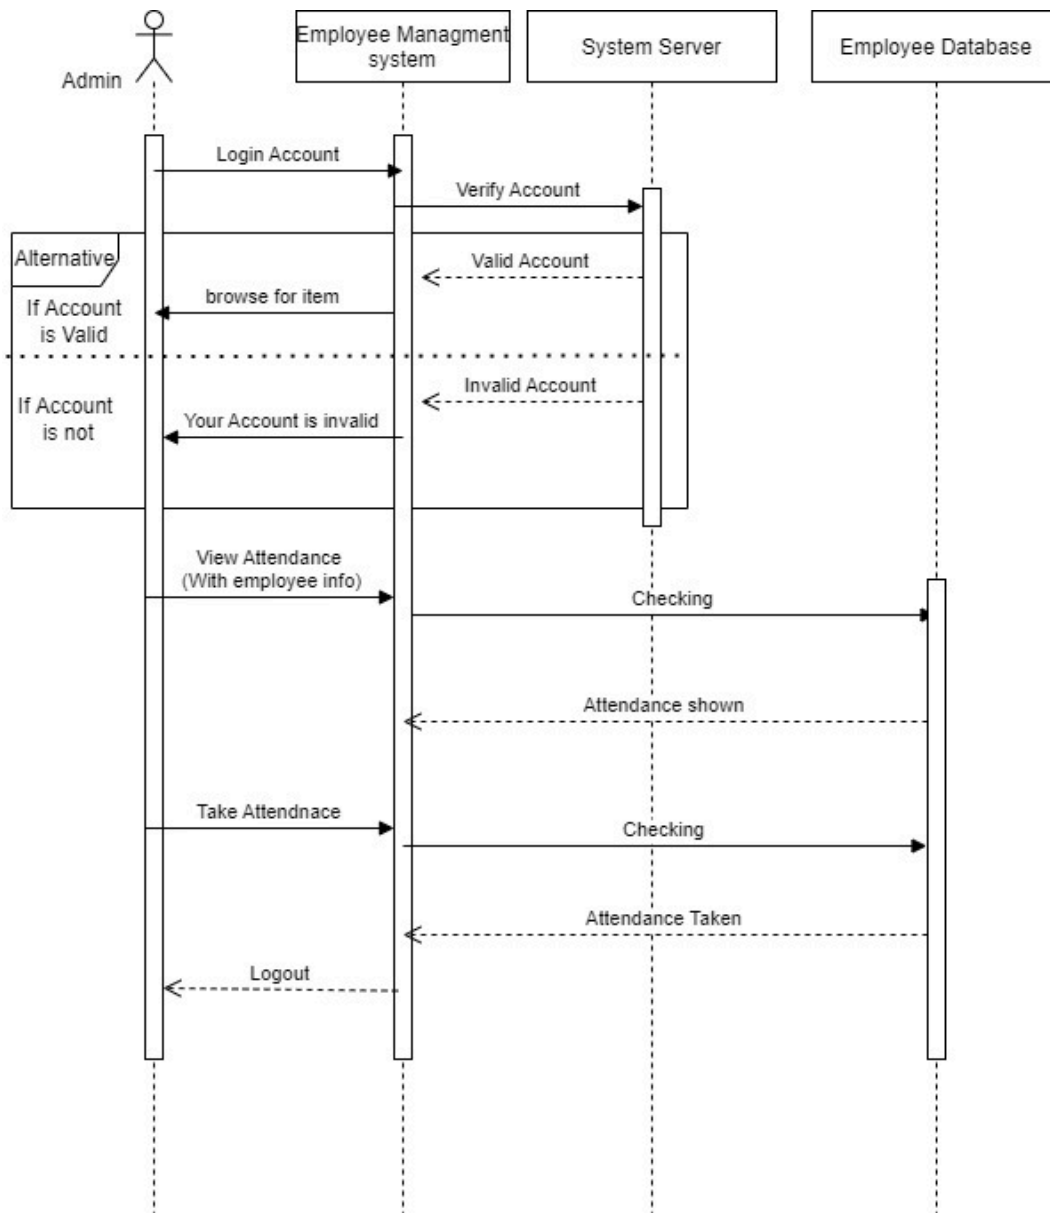 Admin
Employee Managment
system
System Server
Employee Database
Login Account
Verify Account
Alternative
Valid Account
If Account
is Valid
browse for item
Invalid Account
If Account
is not
Your Account is invalid
View Attendance
(With employee info)
Checking
Attendance shown
Take Attendnace
Checking
Attendance Taken
Logout